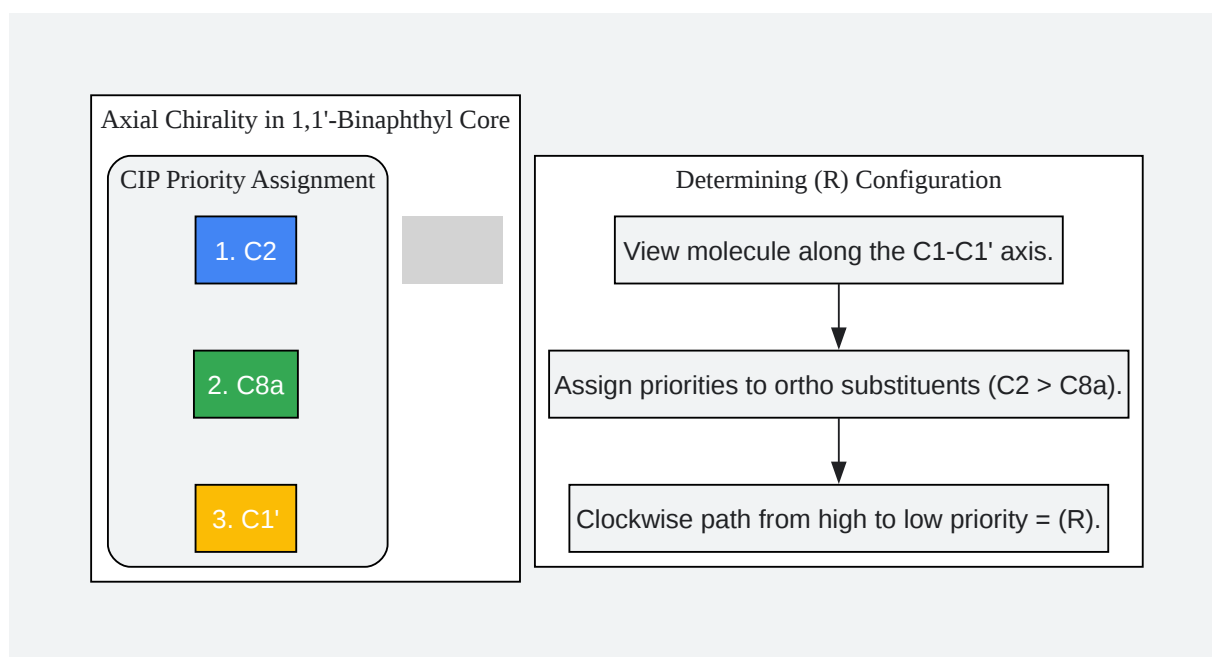 Axial Chirality in 1,1'-Binaphthyl Core
CIP Priority Assignment
1. C2
2. C8a
3. C1'
Determining (R) Configuration
View molecule along the C1-C1' axis.
Assign priorities to ortho substituents (C2 > C8a).
Clockwise path from high to low priority = (R).